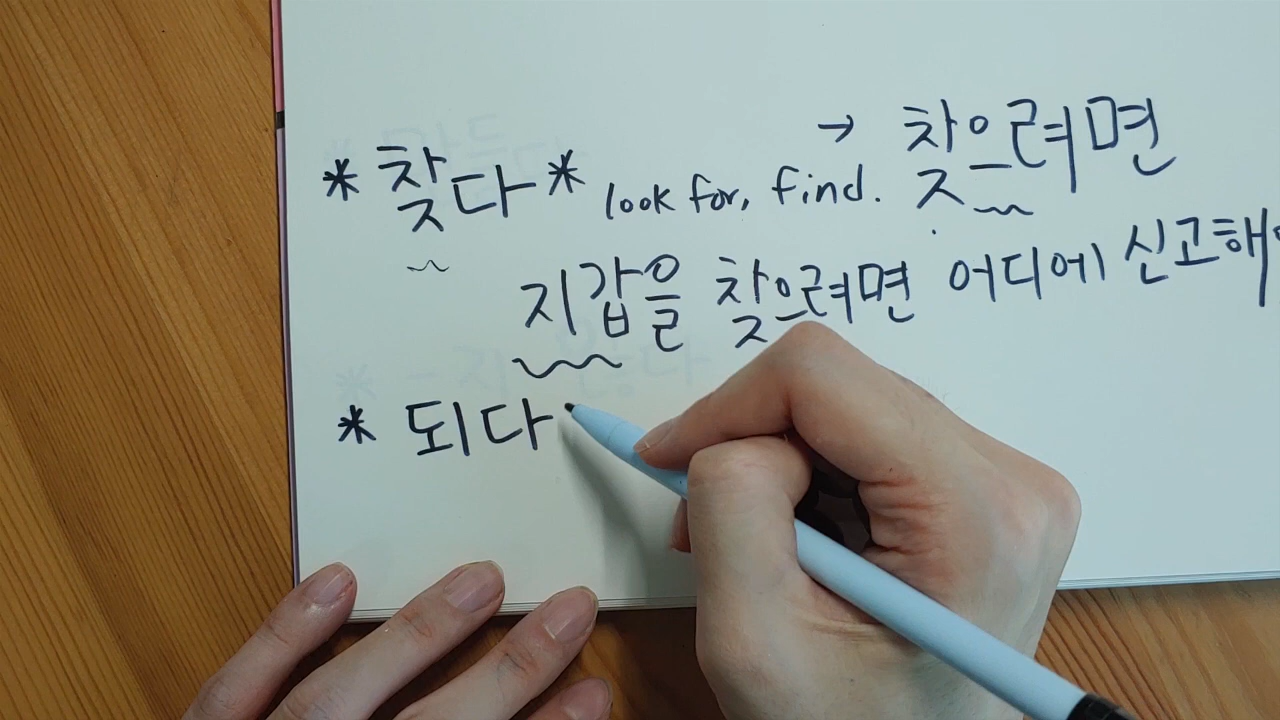 * 찾다 * look for, find. → 찾으려면
지갑을 찾으려면 어디에 신고해
* 되다